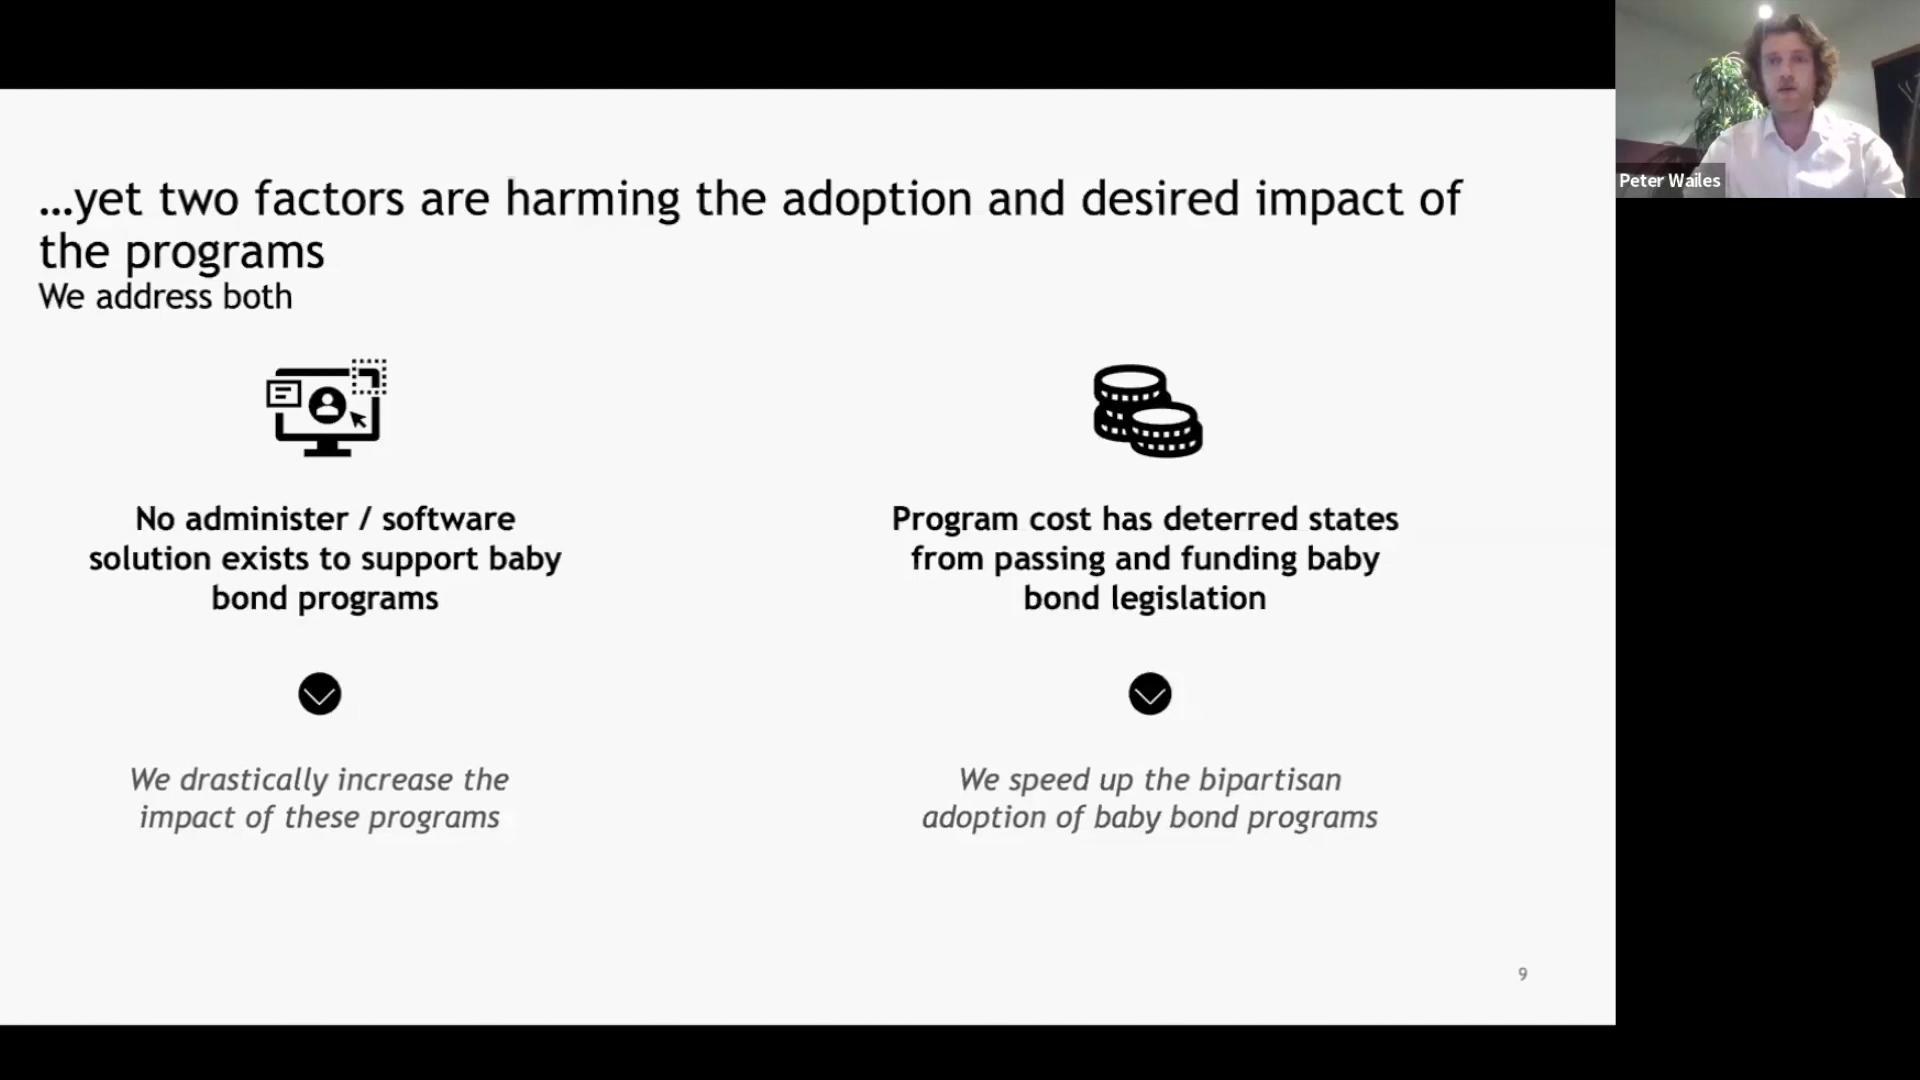 ...yet two factors are harming the adoption and desired impact of
the programs
We address both
No administer / software
solution exists to support baby
bond programs
We drastically increase the
impact of these programs
Program cost has deterred states
from passing and funding baby
bond legislation
We speed up the bipartisan
adoption of baby bond programs
9
Peter Wailes